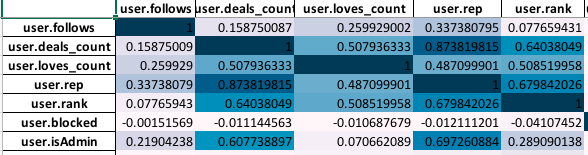 user.follows user.deals_count user.loves_count user.rep user.rank
user.follows 1 0.158750087 0.259929002 0.337380795 0.077659431
user.deals_count 0.15875009 1 0.507936333 0.873819815 0.64038049
user.loves_count 0.259929 0.507936333 1 0.487099901 0.508519958
user.rep 0.33738079 0.873819815 0.487099901 1 0.679842026
user.rank 0.07765943 0.64038049 0.508519958 0.679842026 1
user.blocked -0.00151569 -0.011144563 -0.010687679 -0.012111201 -0.04107452
user.isAdmin 0.21904238 0.607738897 0.070662089 0.697260884 0.289090138